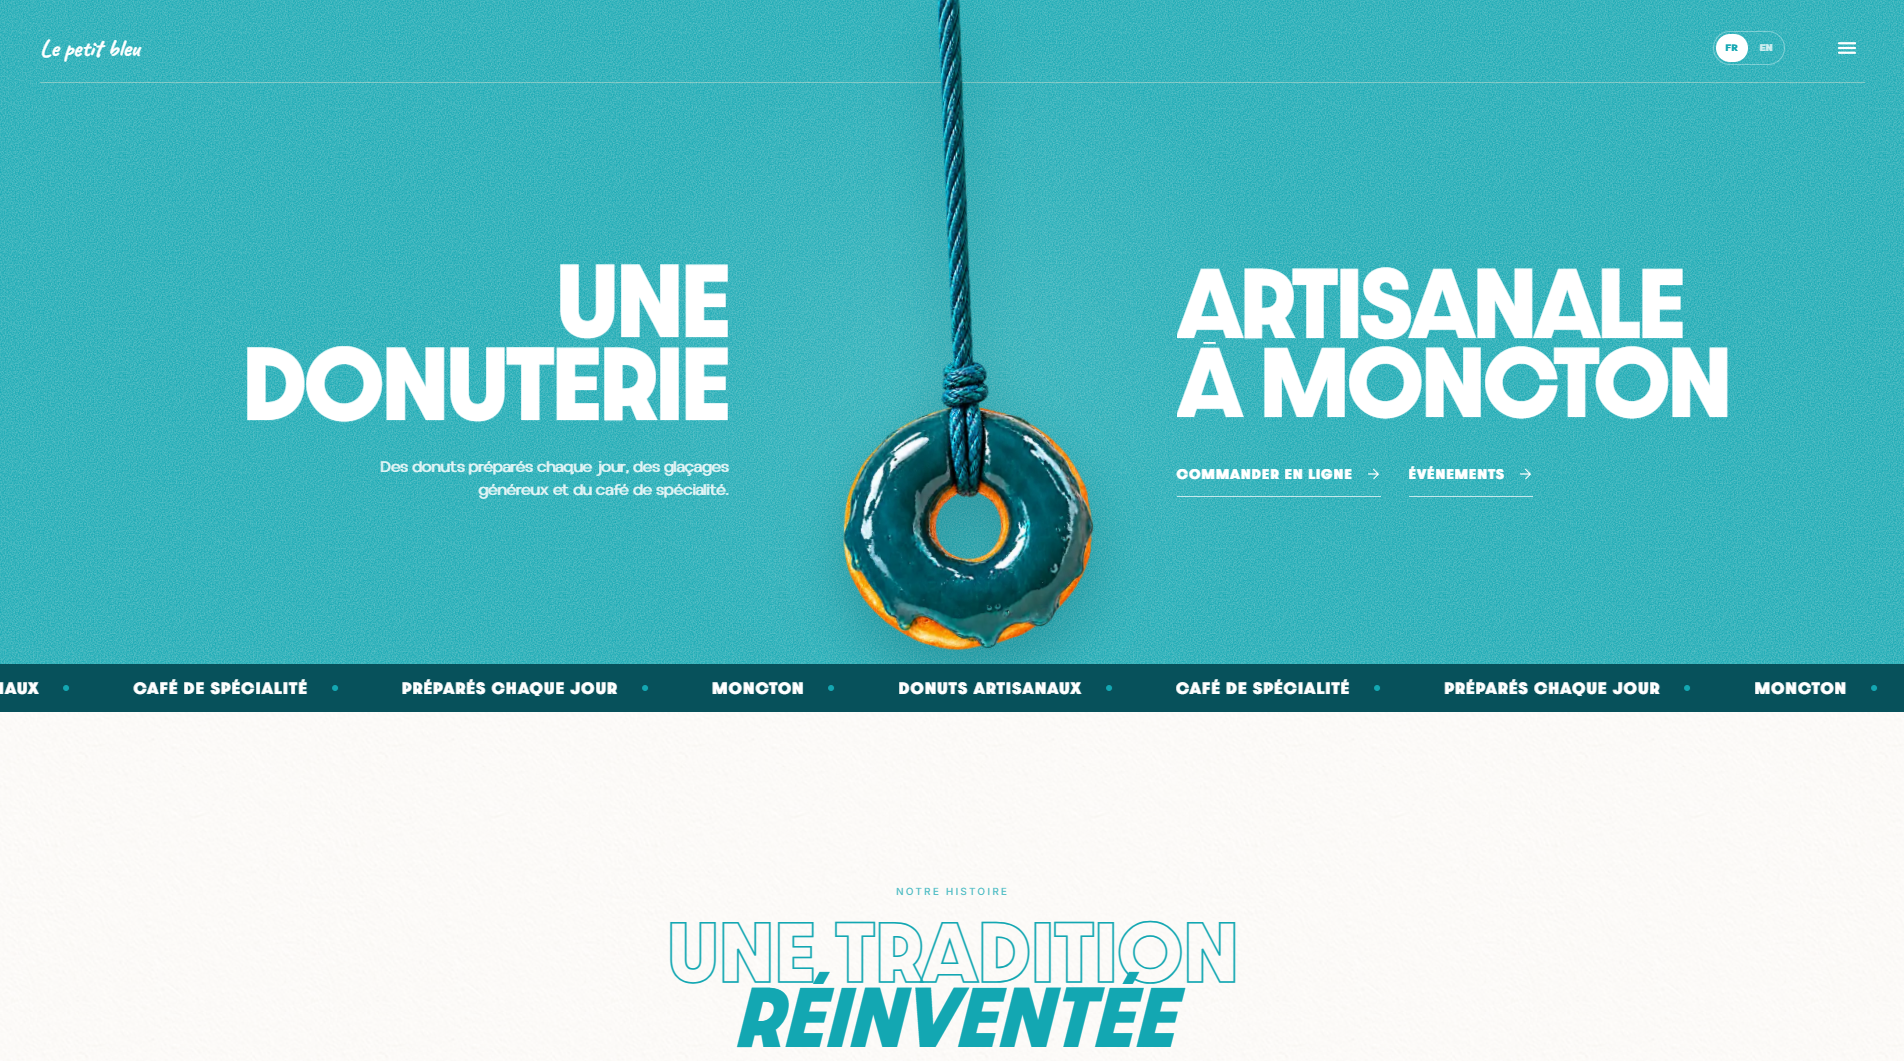 Le petit bleu
FR EN
UNE
DONUTERIE
Des donuts préparés chaque jour, des glaçages
généreux et du café de spécialité.
ARTISANALE
À MONCTON
COMMANDER EN LIGNE → ÉVÉNEMENTS →
CAFÉ DE SPÉCIALITÉ • PRÉPARÉS CHAQUE JOUR • MONCTON • DONUTS ARTISANAUX • CAFÉ DE SPÉCIALITÉ • PRÉPARÉS CHAQUE JOUR • MONCTON •
NOTRE HISTOIRE
UNE TRADITION
RÉINVENTÉE